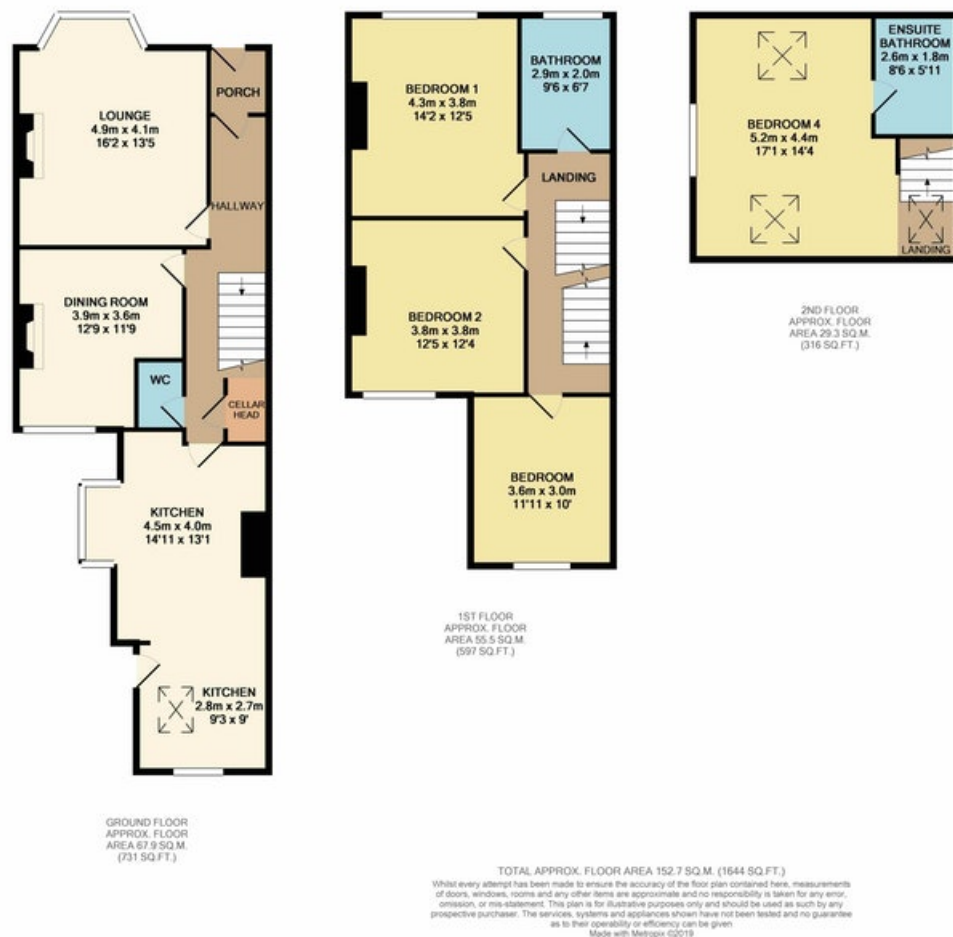 LOUNGE
4.9m x 4.1m
16'2 x 13'5
PORCH
HALLWAY
DINING ROOM
3.9m x 3.6m
12'9 x 11'9
WC
CELLAR
HEAD
KITCHEN
4.5m x 4.0m
14'11 x 13'1
KITCHEN
2.8m x 2.7m
9'3 x 9'
GROUND FLOOR
APPROX. FLOOR
AREA 67.9 SQ.M.
(731 SQ.FT.)
BEDROOM 1
4.3m x 3.8m
14'2 x 12'5
BATHROOM
2.9m x 2.0m
9'6 x 6'7
LANDING
BEDROOM 2
3.8m x 3.8m
12'5 x 12'4
BEDROOM
3.6m x 3.0m
11'11 x 10'
1ST FLOOR
APPROX. FLOOR
AREA 55.5 SQ.M.
(597 SQ.FT.)
ENSUITE
BATHROOM
2.6m x 1.8m
8'6 x 5'11
BEDROOM 4
5.2m x 4.4m
17'1 x 14'4
LANDING
2ND FLOOR
APPROX. FLOOR
AREA 29.3 SQ.M.
(316 SQ.FT.)
TOTAL APPROX. FLOOR AREA 152.7 SQ.M. (1644 SQ.FT.)
Whilst every attempt has been made to ensure the accuracy of the floor plan contained here, measurements
of doors, windows, rooms and any other items are approximate and no responsibility is taken for any error,
omission, or mis-statement. This plan is for illustrative purposes only and should be used as such by any
prospective purchaser. The services, systems and appliances shown have not been tested and no guarantee
as to their operability or efficiency can be given
Made with Metropix ©2019